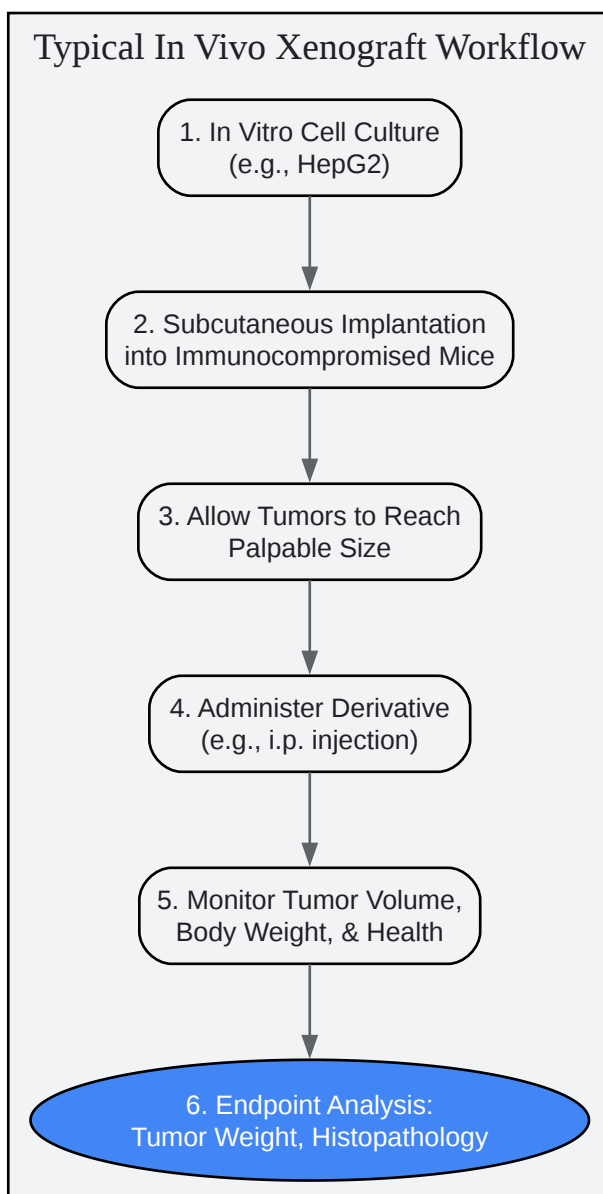 Typical In Vivo Xenograft Workflow
1. In Vitro Cell Culture
(e.g., HepG2)
2. Subcutaneous Implantation
into Immunocompromised Mice
3. Allow Tumors to Reach
Palpable Size
4. Administer Derivative
(e.g., i.p. injection)
5. Monitor Tumor Volume,
Body Weight, & Health
6. Endpoint Analysis:
Tumor Weight, Histopathology